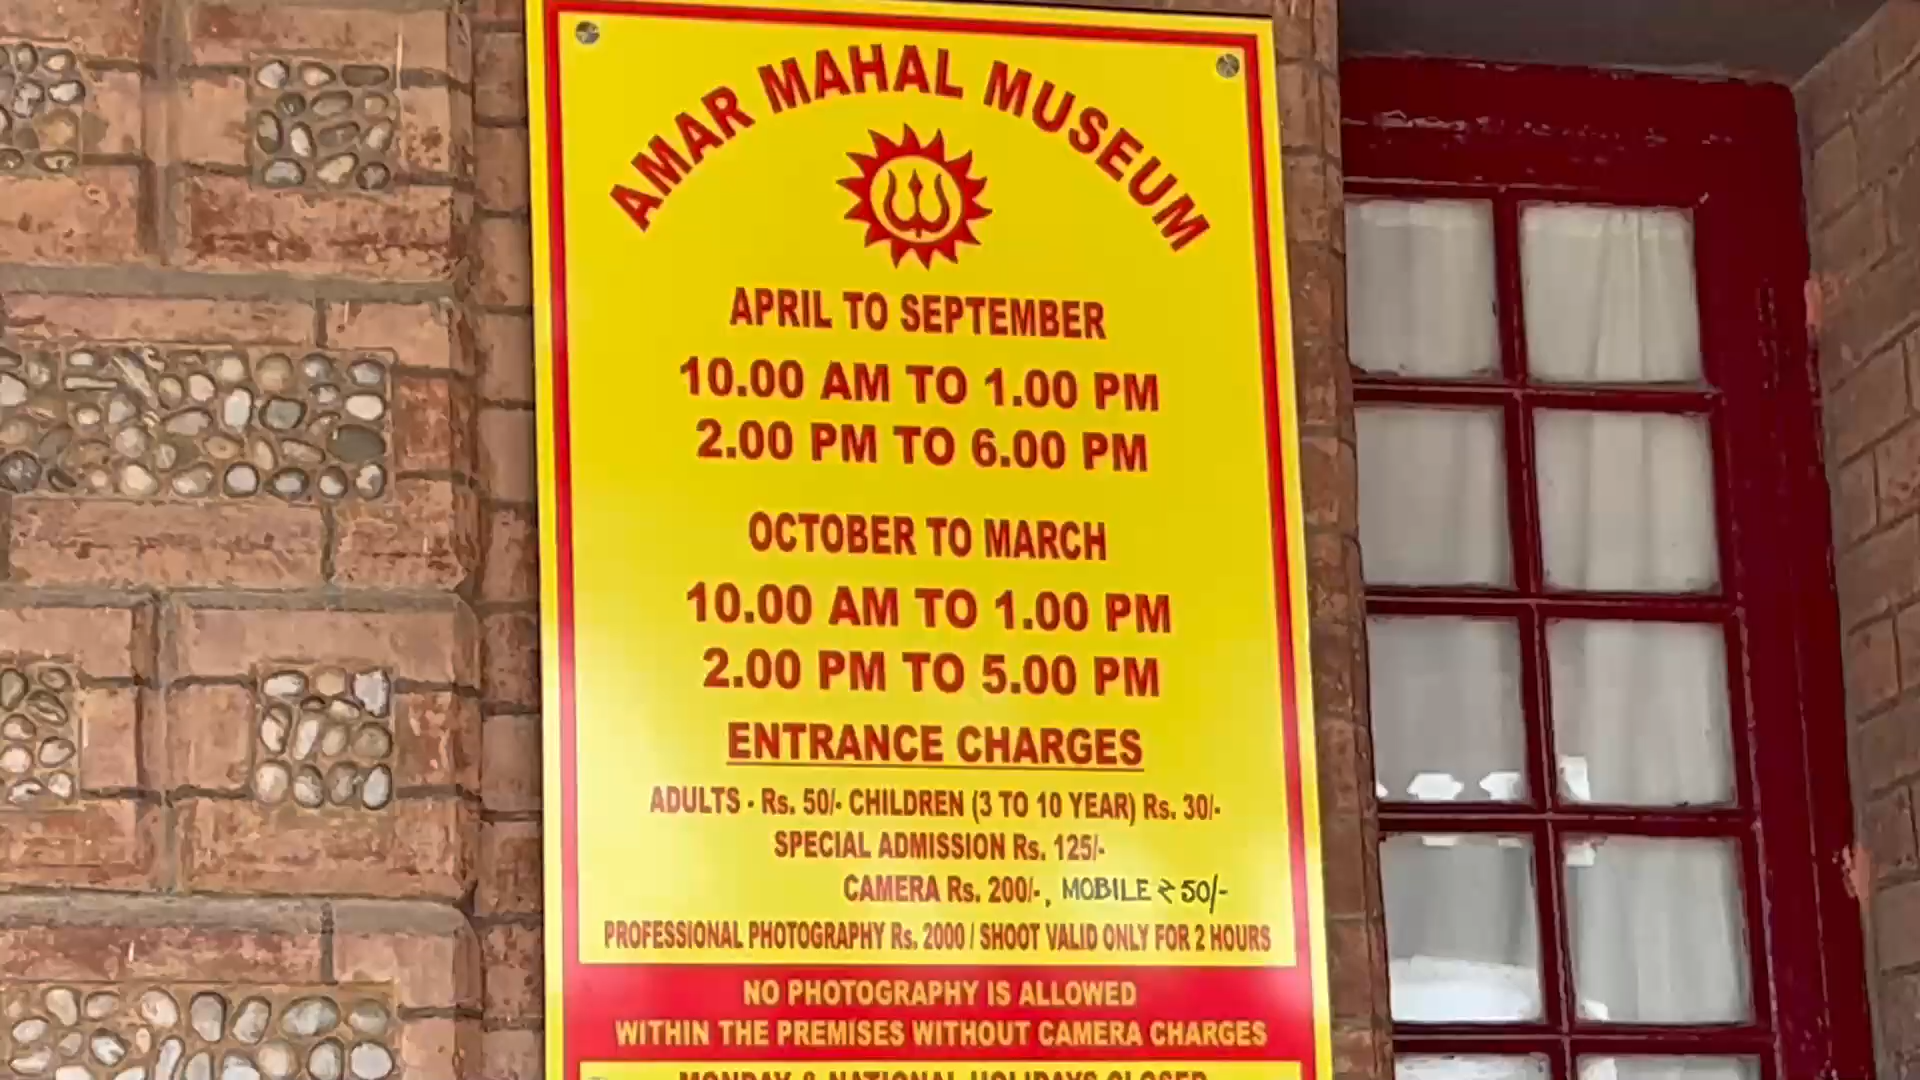 AMAR MAHAL MUSEUM
APRIL TO SEPTEMBER
10.00 AM TO 1.00 PM
2.00 PM TO 6.00 PM
OCTOBER TO MARCH
10.00 AM TO 1.00 PM
2.00 PM TO 5.00 PM
ENTRANCE CHARGES
ADULTS - Rs. 50/- CHILDREN (3 TO 10 YEAR) Rs. 30/-
SPECIAL ADMISSION Rs. 125/-
CAMERA Rs. 200/-, MOBILE ₹ 50/-
PROFESSIONAL PHOTOGRAPHY Rs. 2000 / SHOOT VALID ONLY FOR 2 HOURS
NO PHOTOGRAPHY IS ALLOWED
WITHIN THE PREMISES WITHOUT CAMERA CHARGES
MONDAY & NATIONAL HOLIDAYS CLOSED